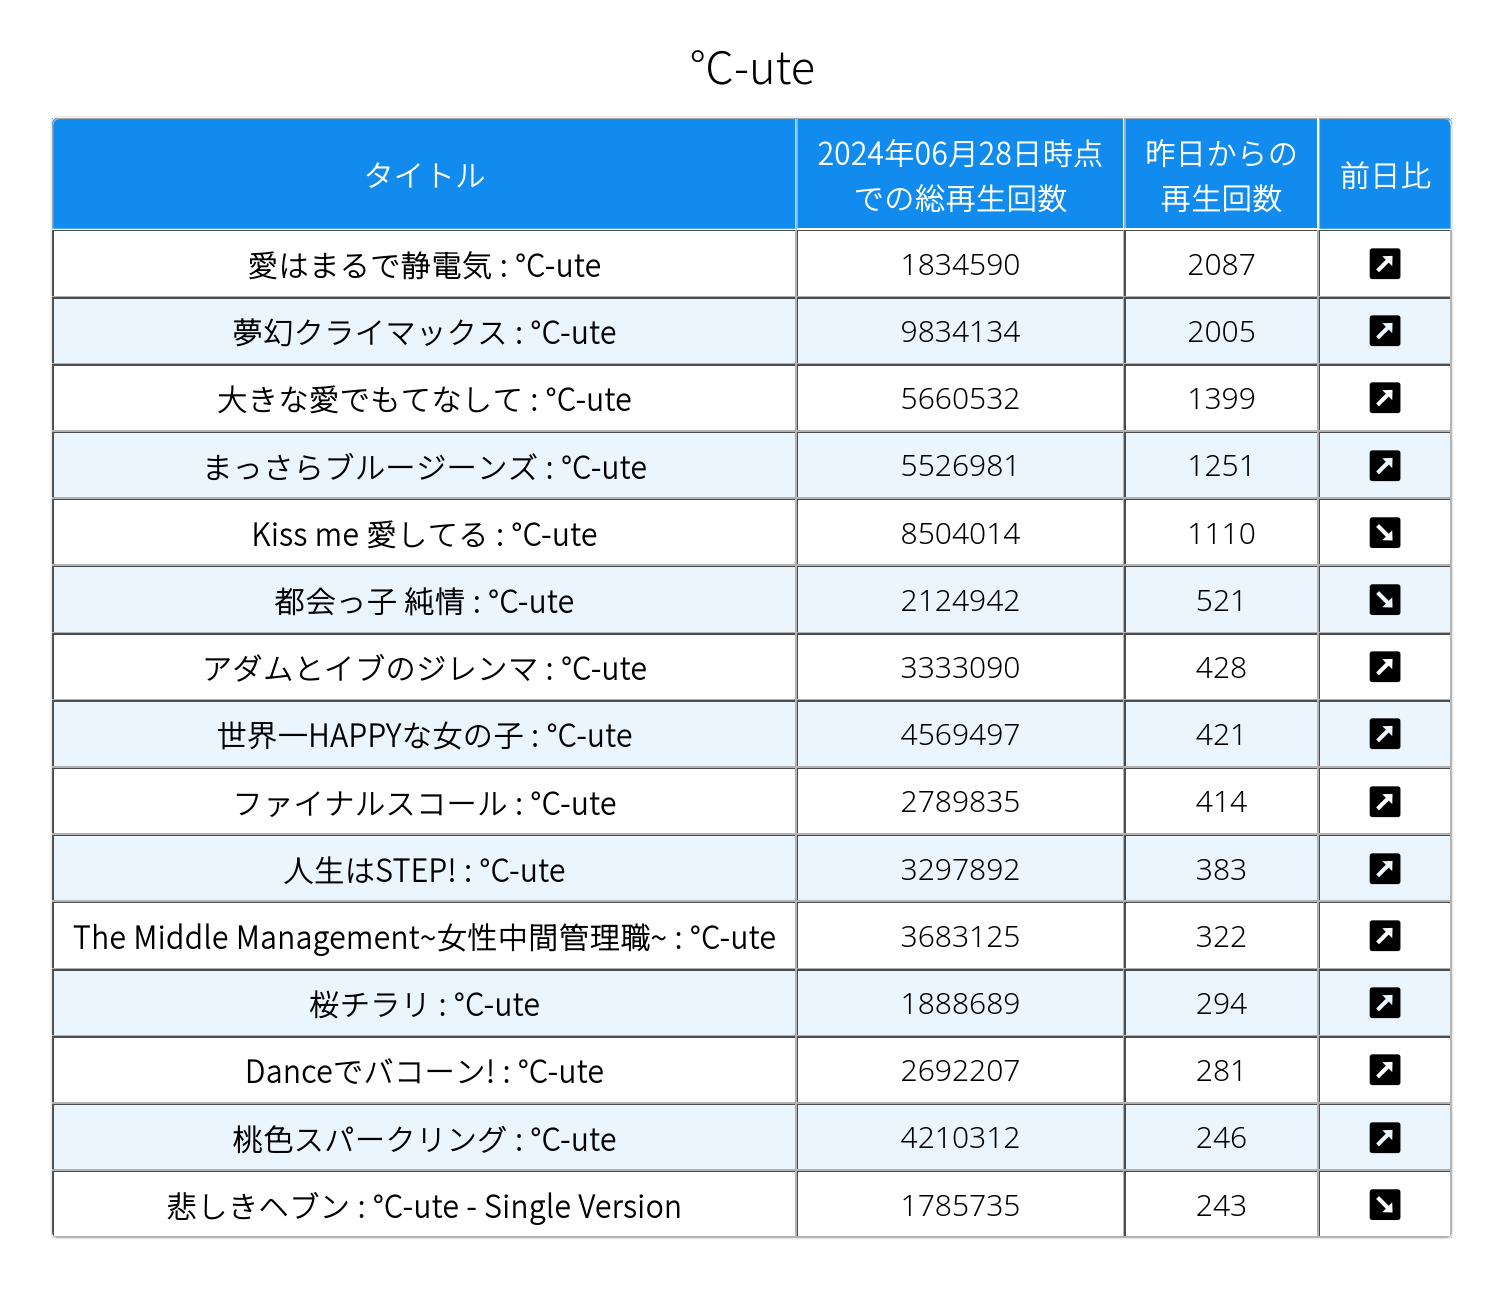 ℃-ute
タイトル
2024年06月28日時点
での総再生回数
昨日からの
再生回数
前日比
愛はまるで静電気 : ℃-ute 1834590 2087
夢幻クライマックス : ℃-ute 9834134 2005
大きな愛でもてなして : ℃-ute 5660532 1399
まっさらブルージーンズ : ℃-ute 5526981 1251
Kiss me 愛してる : ℃-ute 8504014 1110
都会っ子 純情 : ℃-ute 2124942 521
アダムとイブのジレンマ : ℃-ute 3333090 428
世界一HAPPYな女の子 : ℃-ute 4569497 421
ファイナルスコール : ℃-ute 2789835 414
人生はSTEP! : ℃-ute 3297892 383
The Middle Management~女性中間管理職~ : ℃-ute 3683125 322
桜チラリ : ℃-ute 1888689 294
Danceでバコーン! : ℃-ute 2692207 281
桃色スパークリング : ℃-ute 4210312 246
悲しきヘブン : ℃-ute - Single Version 1785735 243